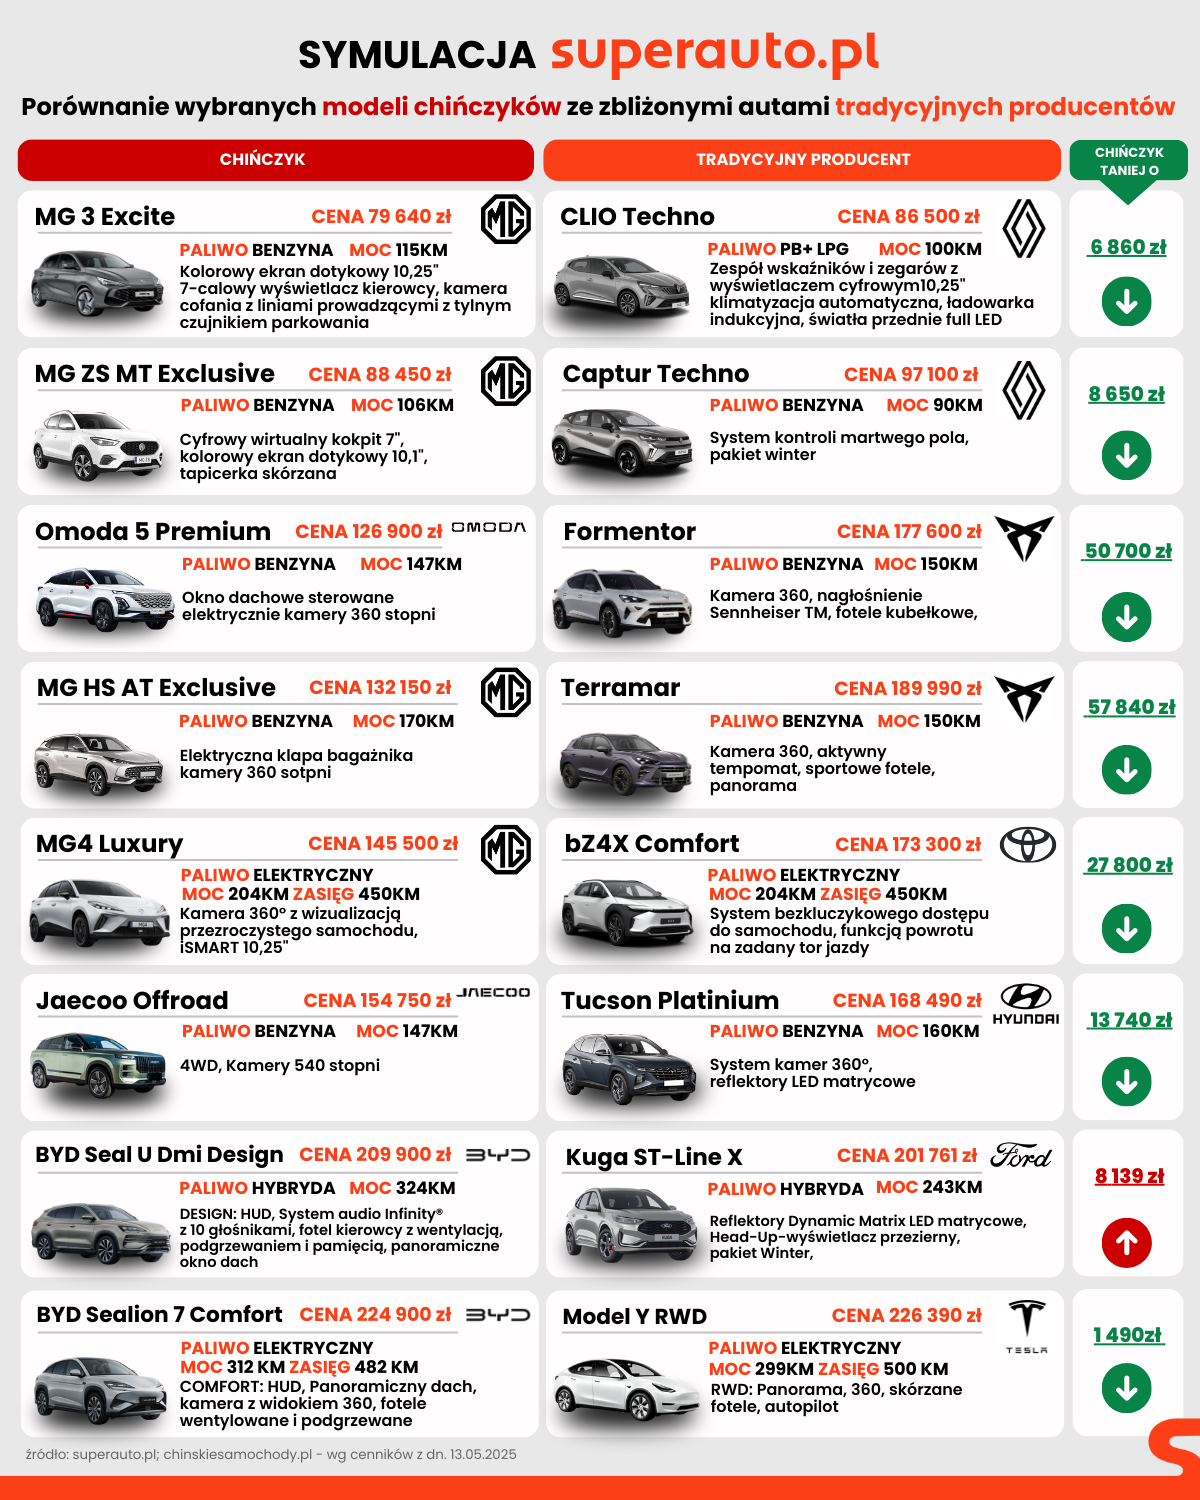 SYMULACJA superauto.pl
Porównanie wybranych modeli chińczyków ze zbliżonymi autami tradycyjnych producentów
CHIŃCZYK
TRADYCYJNY PRODUCENT
CHIŃCZYK
TANIEJ O
MG 3 Excite
CENA 79 640 zł
MG
PALIWO BENZYNA MOC 115KM
Kolorowy ekran dotykowy 10,25"
7-calowy wyświetlacz kierowcy, kamera
cofania z liniami prowadzącymi z tylnym
czujnikiem parkowania
CLIO Techno
CENA 86 500 zł
PALIWO PB+ LPG MOC 100KM
Zespół wskaźników i zegarów z
wyświetlaczem cyfrowym10,25"
klimatyzacja automatyczna, ładowarka
indukcyjna, światła przednie full LED
6 860 zł
MG ZS MT Exclusive
CENA 88 450 zł
MG
PALIWO BENZYNA MOC 106KM
Cyfrowy wirtualny kokpit 7",
kolorowy ekran dotykowy 10,1",
tapicerka skórzana
Captur Techno
CENA 97 100 zł
PALIWO BENZYNA MOC 90KM
System kontroli martwego pola,
pakiet winter
8 650 zł
Omoda 5 Premium
CENA 126 900 zł
OMODA
PALIWO BENZYNA MOC 147KM
Okno dachowe sterowane
elektrycznie kamery 360 stopni
Formentor
CENA 177 600 zł
PALIWO BENZYNA MOC 150KM
Kamera 360, nagłośnienie
Sennheiser TM, fotele kubełkowe,
50 700 zł
MG HS AT Exclusive
CENA 132 150 zł
MG
PALIWO BENZYNA MOC 170KM
Elektryczna klapa bagażnika
kamery 360 sotpni
Terramar
CENA 189 990 zł
PALIWO BENZYNA MOC 150KM
Kamera 360, aktywny
tempomat, sportowe fotele,
panorama
57 840 zł
MG4 Luxury
CENA 145 500 zł
MG
PALIWO ELEKTRYCZNY
MOC 204KM ZASIĘG 450KM
Kamera 360° z wizualizacją
przezroczystego samochodu,
iSMART 10,25"
bZ4X Comfort
CENA 173 300 zł
PALIWO ELEKTRYCZNY
MOC 204KM ZASIĘG 450KM
System bezkluczykowego dostępu
do samochodu, funkcją powrotu
na zadany tor jazdy
27 800 zł
Jaecoo Offroad
CENA 154 750 zł
JAECOO
PALIWO BENZYNA MOC 147KM
4WD, Kamery 540 stopni
Tucson Platinium
CENA 168 490 zł
HYUNDAI
PALIWO BENZYNA MOC 160KM
System kamer 360°,
reflektory LED matrycowe
13 740 zł
BYD Seal U Dmi Design
CENA 209 900 zł
BYD
PALIWO HYBRYDA MOC 324KM
DESIGN: HUD, System audio Infinity®
z 10 głośnikami, fotel kierowcy z wentylacją,
podgrzewaniem i pamięcią, panoramiczne
okno dach
Kuga ST-Line X
CENA 201 761 zł
Ford
PALIWO HYBRYDA MOC 243KM
Reflektory Dynamic Matrix LED matrycowe,
Head-Up-wyświetlacz przezierny,
pakiet Winter,
8 139 zł
BYD Sealion 7 Comfort
CENA 224 900 zł
BYD
PALIWO ELEKTRYCZNY
MOC 312 KM ZASIĘG 482 KM
COMFORT: HUD, Panoramiczny dach,
kamera z widokiem 360, fotele
wentylowane i podgrzewane
Model Y RWD
CENA 226 390 zł
TESLA
PALIWO ELEKTRYCZNY
MOC 299KM ZASIĘG 500 KM
RWD: Panorama, 360, skórzane
fotele, autopilot
1 490zł
źródło: superauto.pl; chinskiesamochody.pl - wg cenników z dn. 13.05.2025